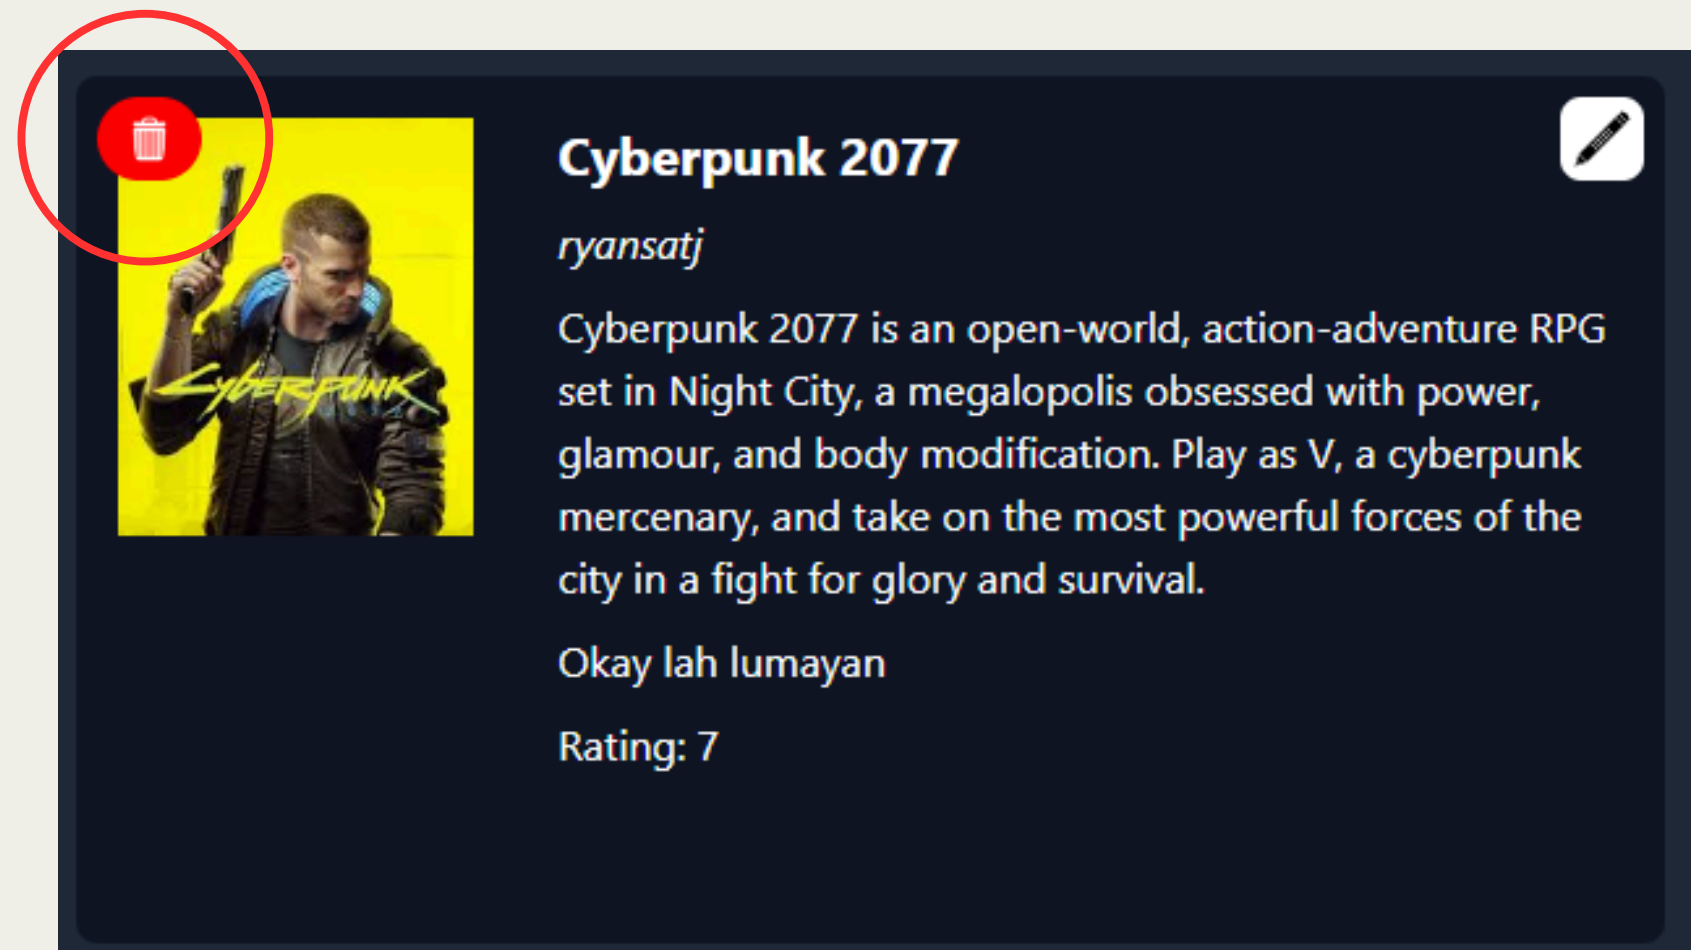 Cyberpunk 2077
ryansatj
Cyberpunk 2077 is an open-world, action-adventure RPG
set in Night City, a megalopolis obsessed with power,
glamour, and body modification. Play as V, a cyberpunk
mercenary, and take on the most powerful forces of the
city in a fight for glory and survival.
Okay lah lumayan
Rating: 7
CYBERPUNK